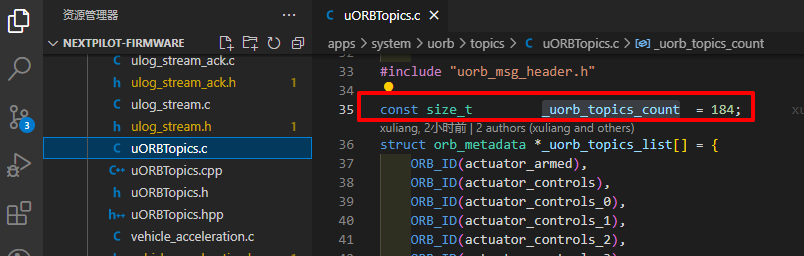 资源管理器
NEXTPILOT-FIRMWARE
ulog_stream_ack.c
ulog_stream_ack.h 1
ulog_stream.c
ulog_stream.h 1
uORBTopics.c
uORBTopics.cpp
uORBTopics.h
uORBTopics.hpp
vehicle_acceleration.c
3
uORBTopics.c
apps > system > uorb > topics > uORBTopics.c > _uorb_topics_count
33 #include "uorb_msg_header.h"
35 const size_t _uorb_topics_count = 184;
xuliang, 2小时前 | 2 authors (xuliang and others)
36 struct orb_metadata *_uorb_topics_list[] = {
37 ORB_ID(actuator_armed),
38 ORB_ID(actuator_controls),
39 ORB_ID(actuator_controls_0),
40 ORB_ID(actuator_controls_1),
41 ORB_ID(actuator_controls_2),